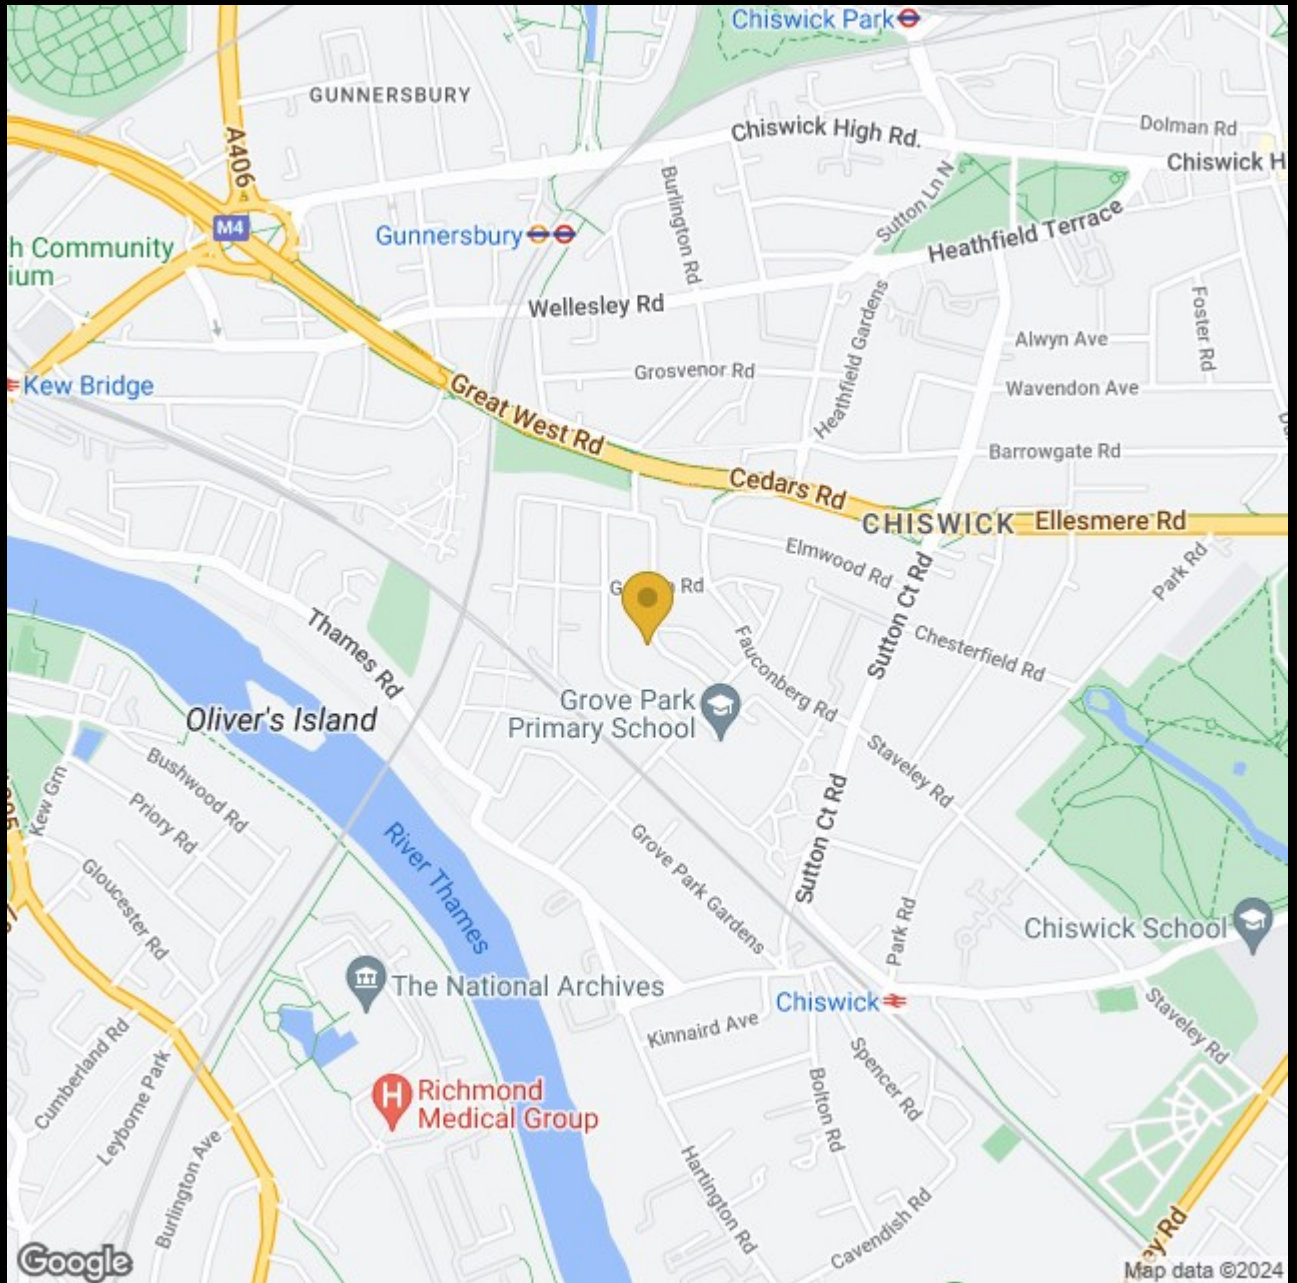 Chiswick Park
GUNNERSBURY
A406
Chiswick High Rd.
Dolman Rd
Chiswick H
Burlington Rd
Sutton Ln N
M4
Gunnersbury
Heathfield Terrace
h Community
ium
Wellesley Rd
Heathfield Gardens
Foster Rd
Alwyn Ave
Grosvenor Rd
Kew Bridge
Wavendon Ave
Great West Rd
Barrowgate Rd
Cedars Rd
CHISWICK
Ellesmere Rd
Elmwood Rd
Park Rd
Rd
Sutton Ct Rd
Thames Rd
Fauconberg Rd
Chesterfield Rd
Grove Park
Primary School
Oliver's Island
Staveley Rd
Bushwood Rd
Kew Grn
Priory Rd
Sutton Ct Rd
River Thames
Grove Park Gardens
Gloucester Rd
Park Rd
Chiswick School
The National Archives
Chiswick
Staveley Rd
Kinnaird Ave
Cumberland Rd
Spencer Rd
Leyborne Park
Richmond
Medical Group
Bolton Rd
Burlington Ave
Hartington Rd
Cavendish Rd
ey Rd
Google
Map data ©2024